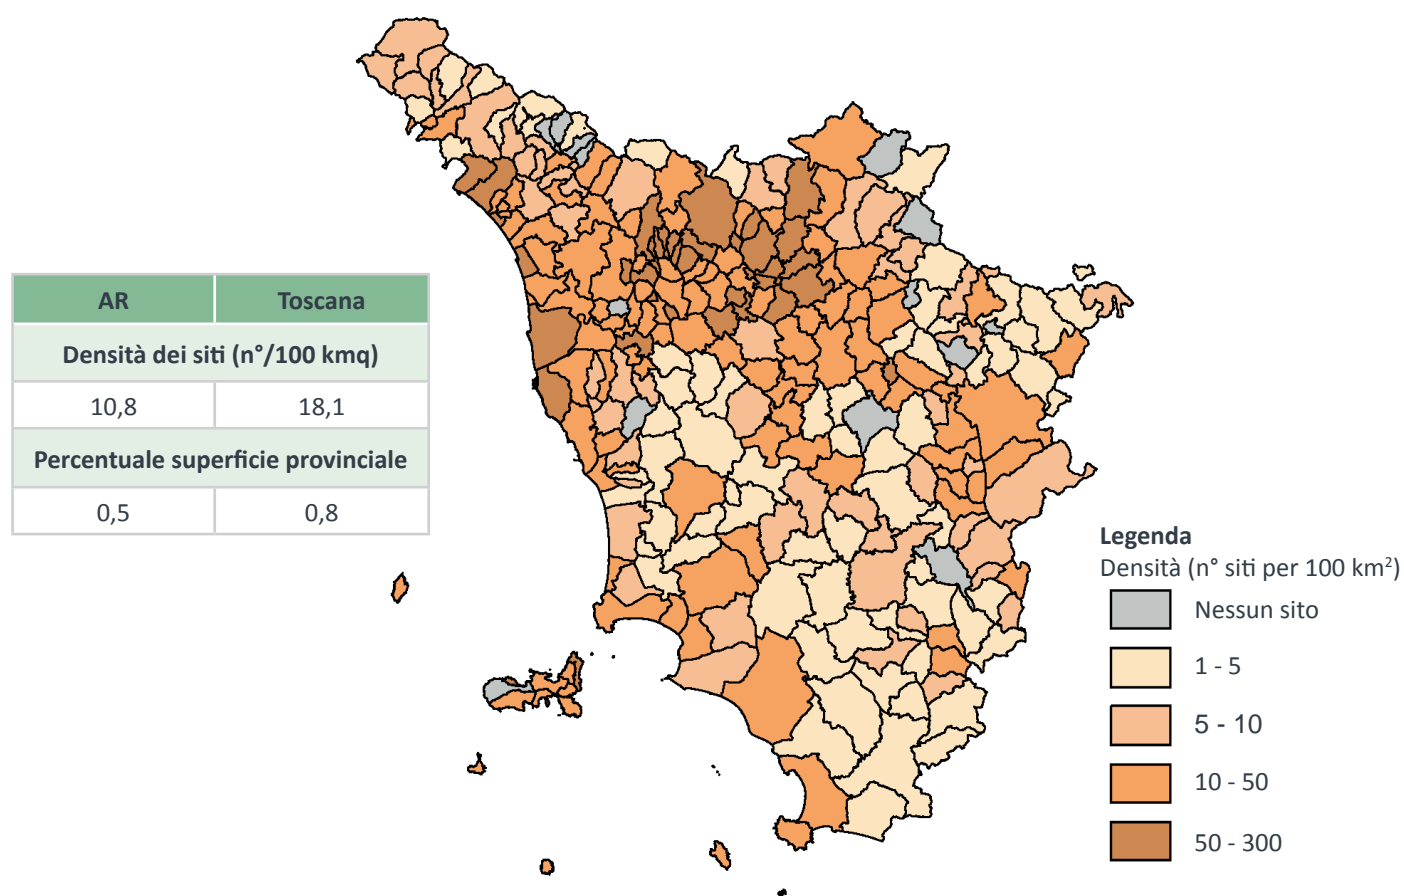 AR Toscana
Densità dei siti (n°/100 kmq)
10,8 18,1
Percentuale superficie provinciale
0,5 0,8
Legenda
Densità (n° siti per 100 km²)
Nessun sito
1 - 5
5 - 10
10 - 50
50 - 300